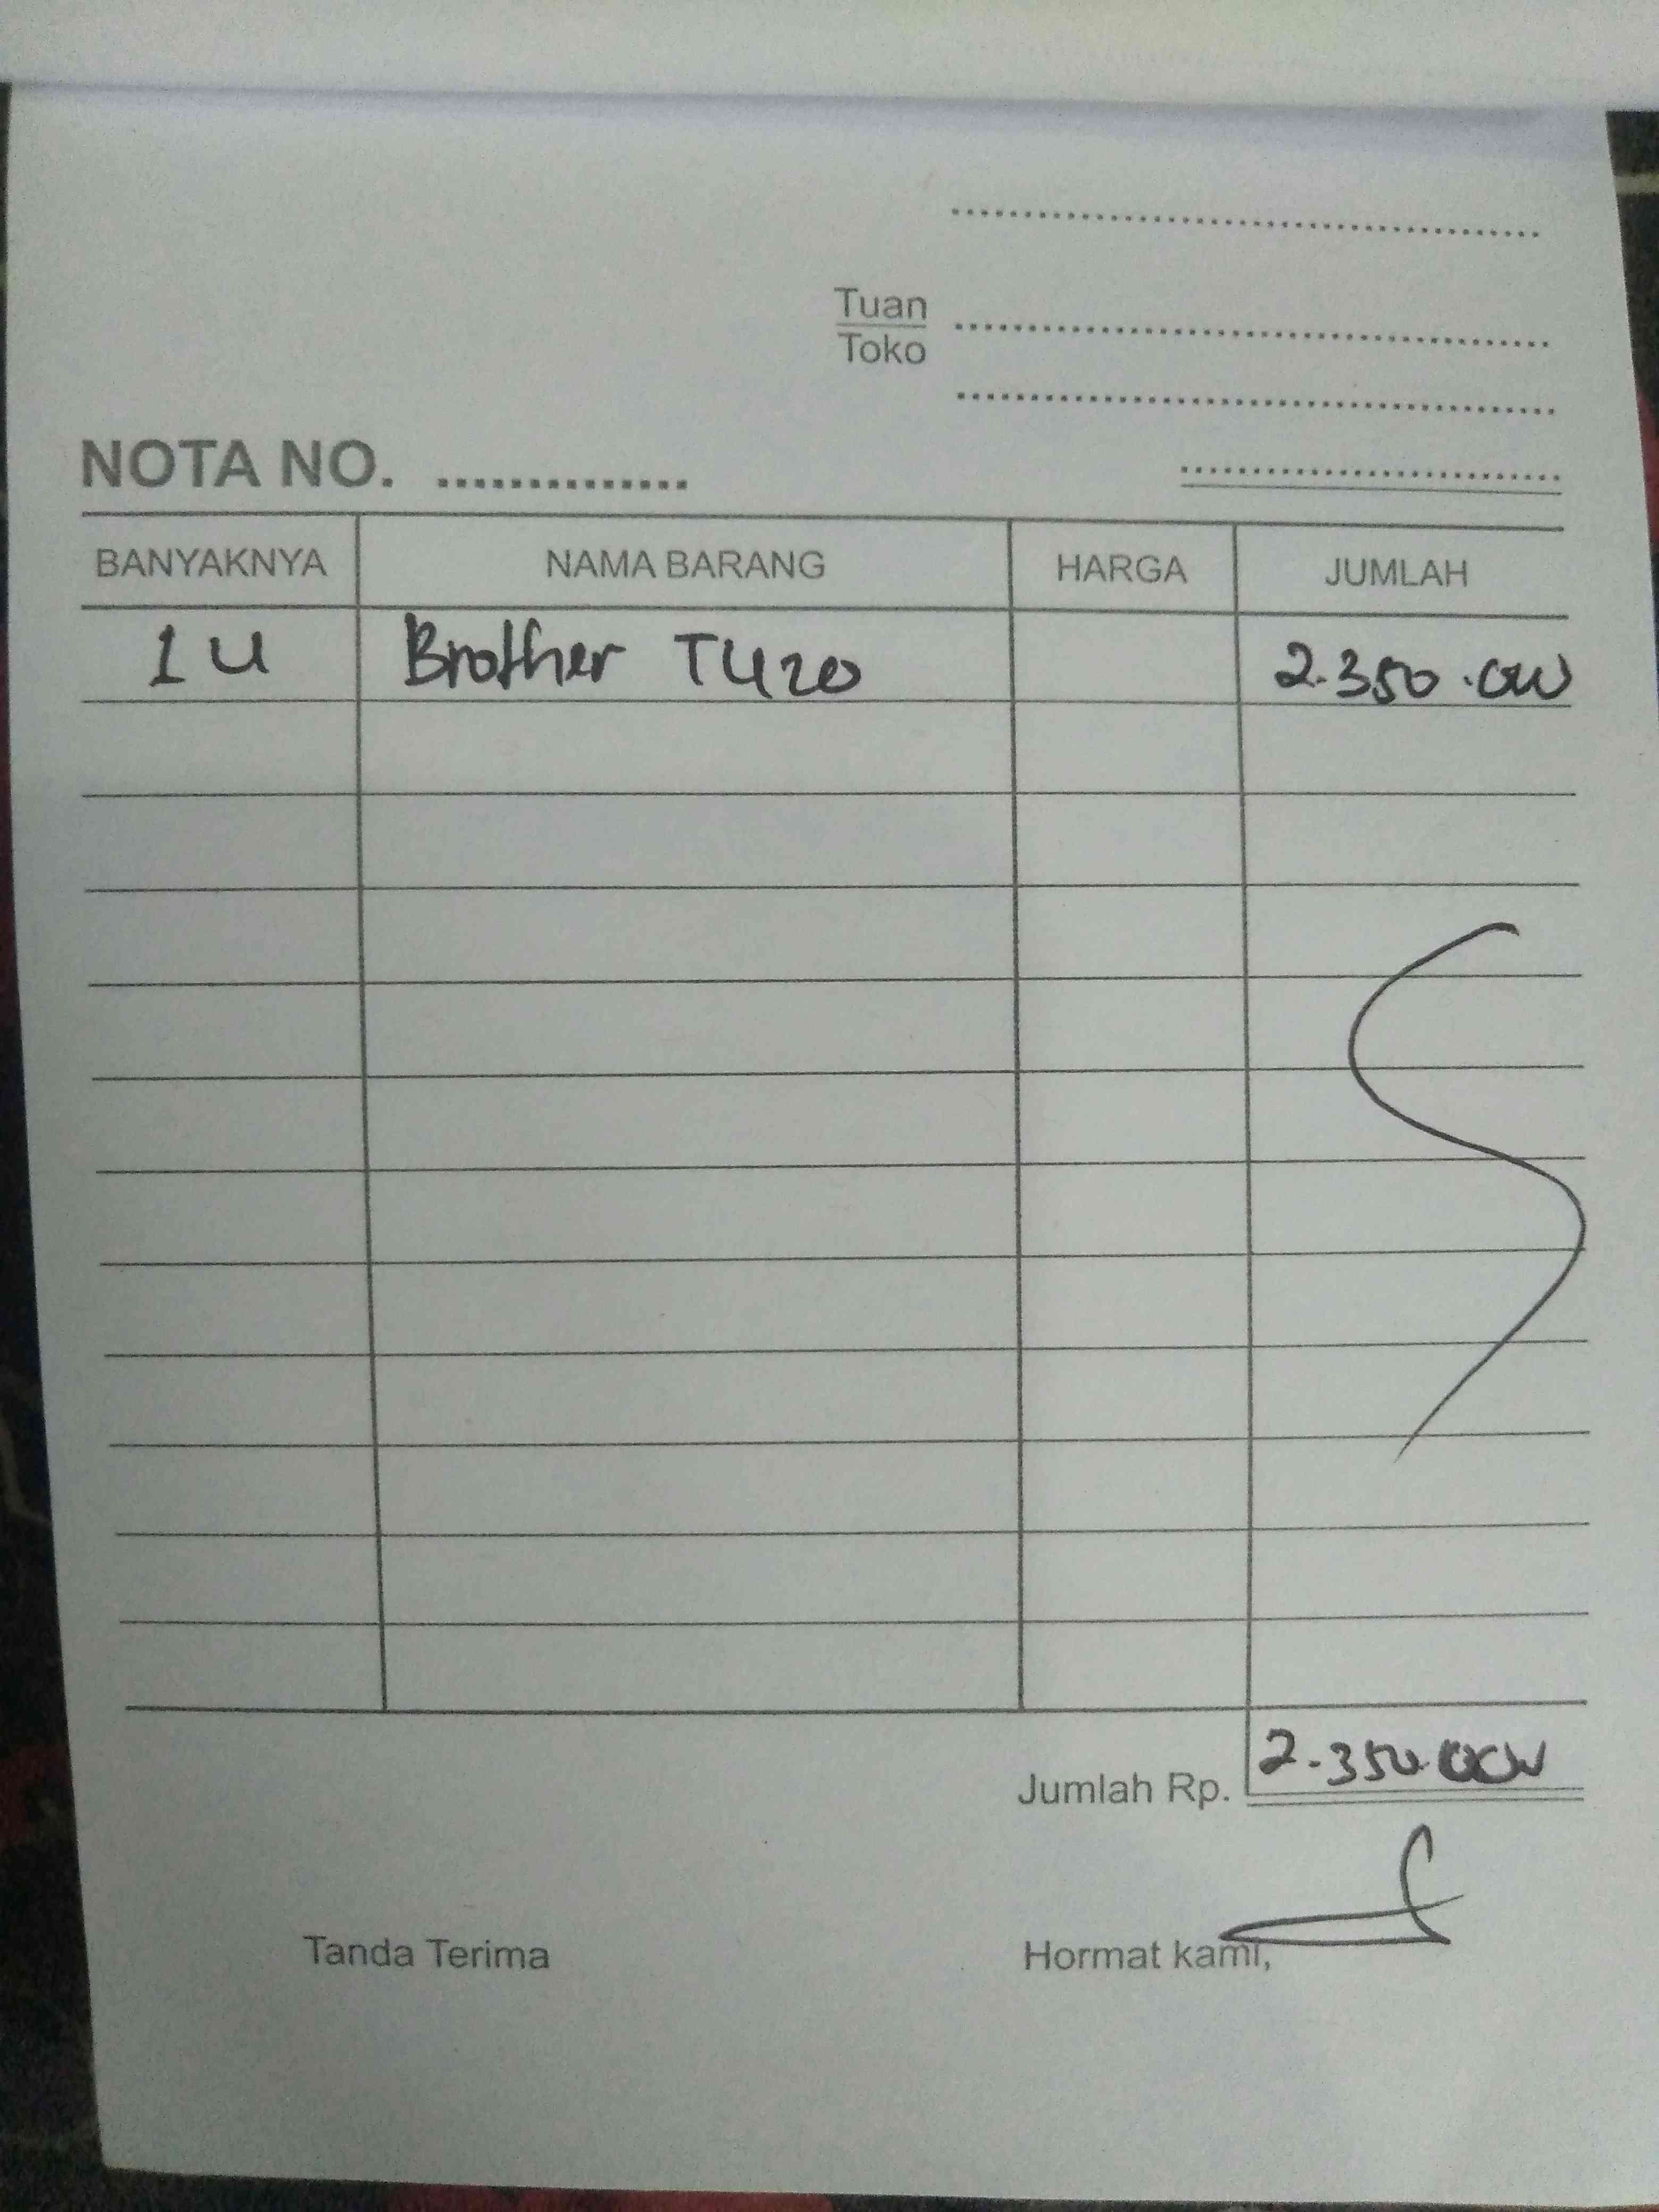 Tuan
Toko
NOTA NO. ..............
BANYAKNYA NAMA BARANG HARGA JUMLAH
1 U Brother T420 2.350.000
Jumlah Rp. 2.350.000
Tanda Terima Hormat kami,